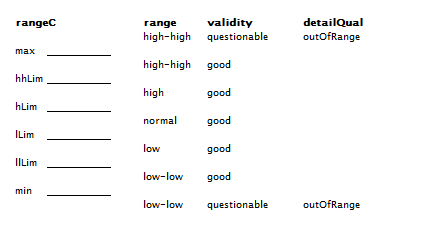 rangeC range validity detailQual
high-high questionable outOfRange
max
high-high good
hhLim
high good
hLim
normal good
lLim
low good
llLim
low-low good
min
low-low questionable outOfRange